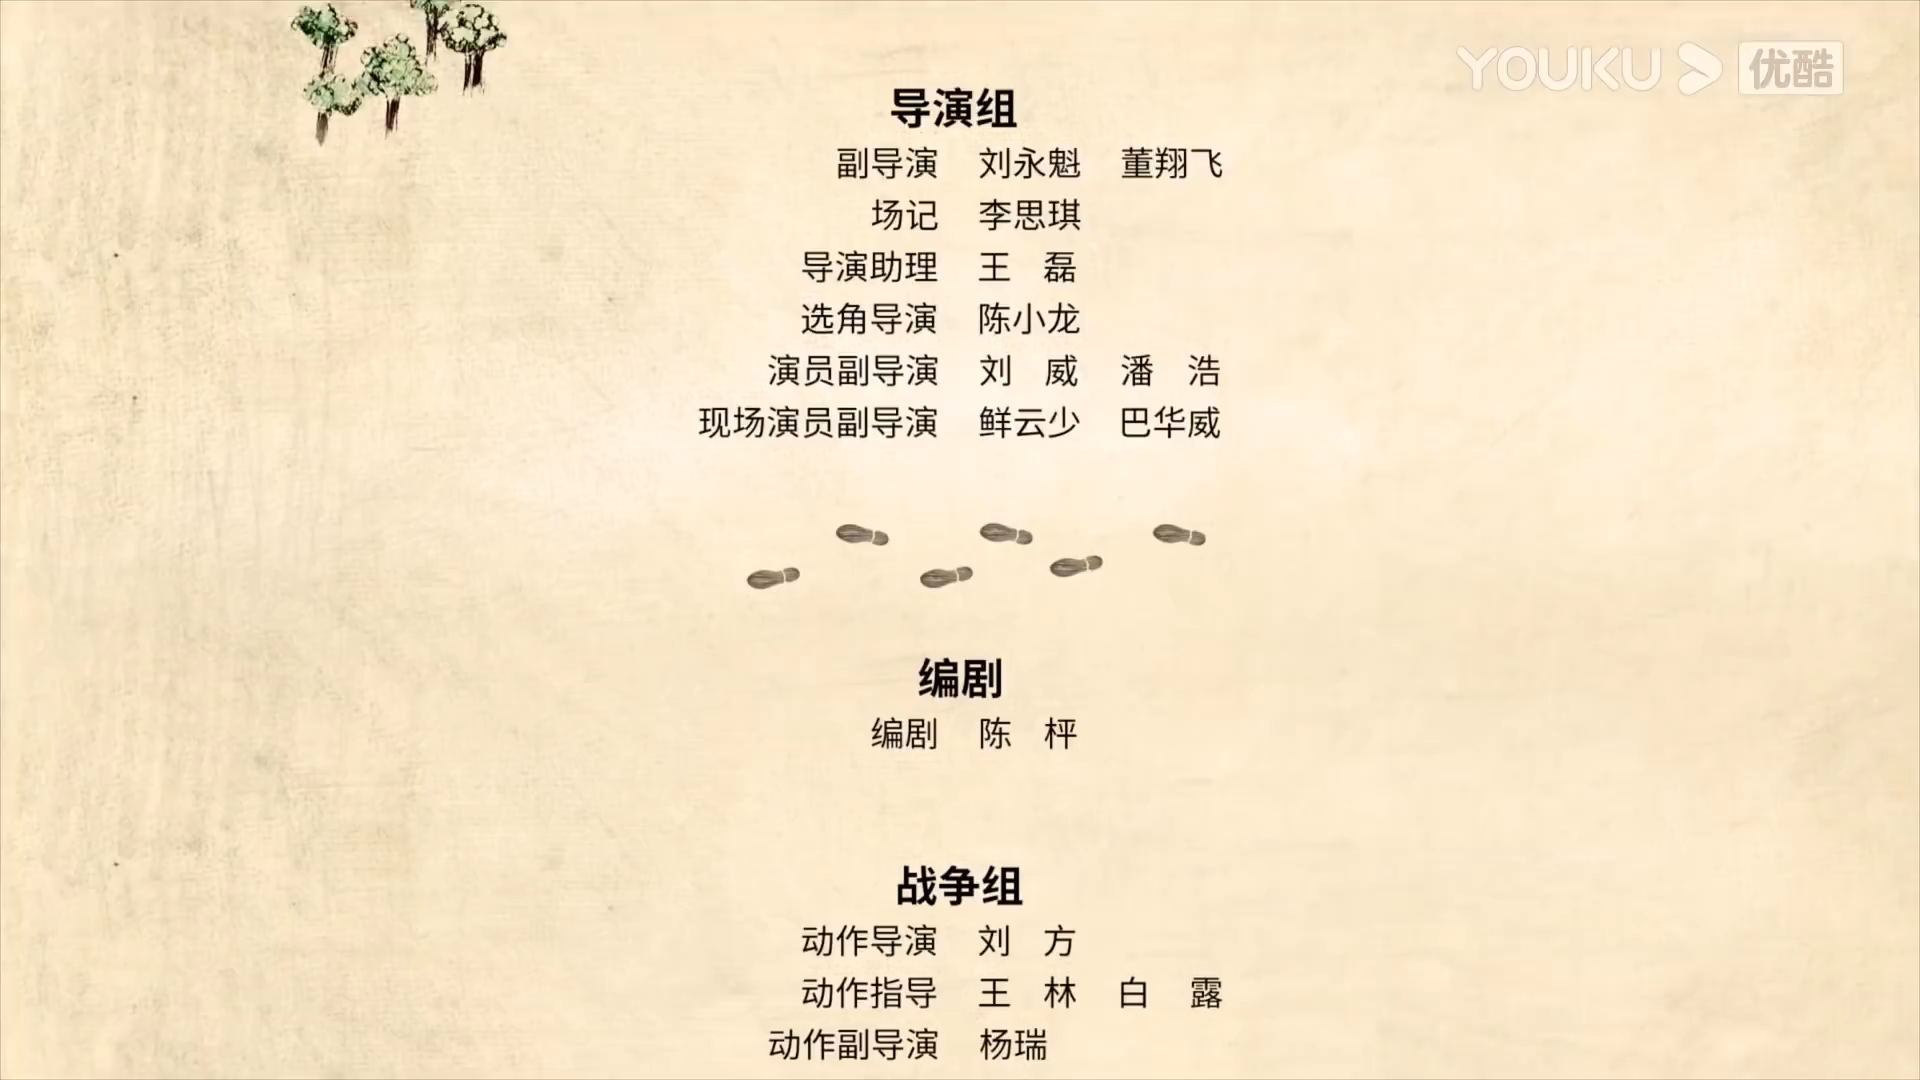 YOUKU 优酷
导演组
副导演 刘永魁 董翔飞
场记 李思琪
导演助理 王 磊
选角导演 陈小龙
演员副导演 刘 威 潘 浩
现场演员副导演 鲜云少 巴华威
编剧
编剧 陈 枰
战争组
动作导演 刘 方
动作指导 王 林 白 露
动作副导演 杨瑞